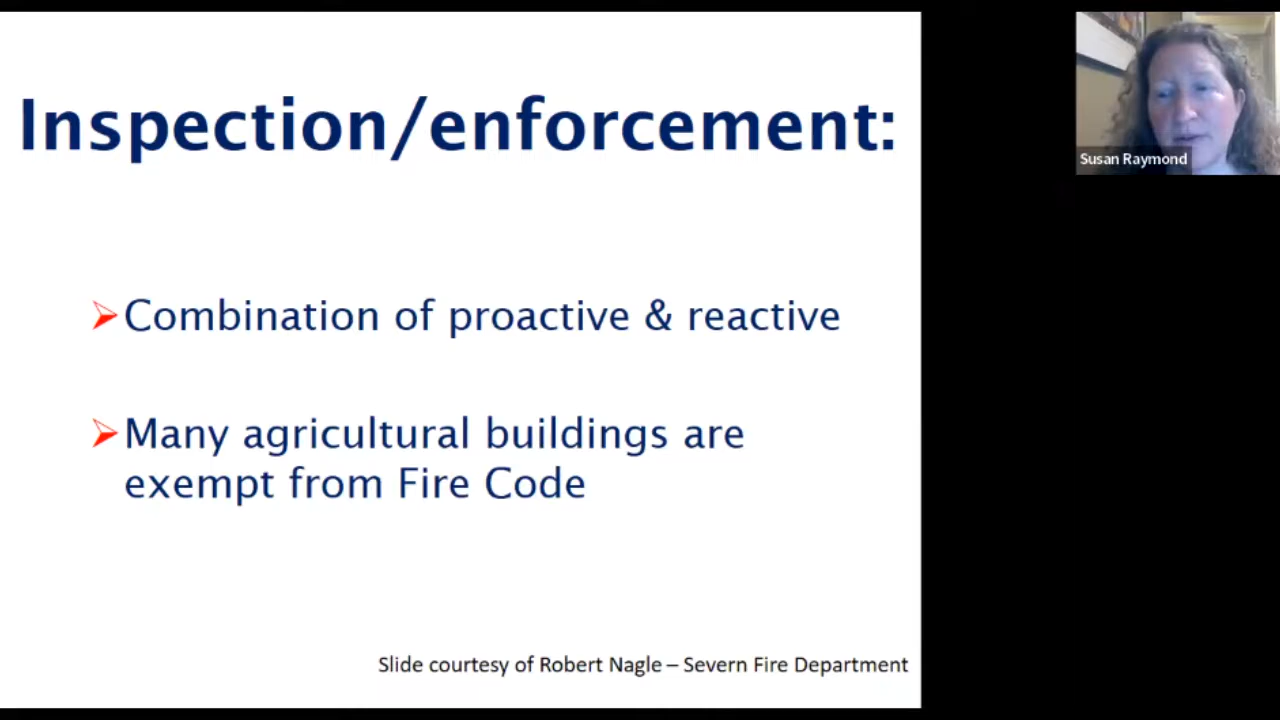 Inspection/enforcement:
Susan Raymond
Combination of proactive & reactive
Many agricultural buildings are
exempt from Fire Code
Slide courtesy of Robert Nagle – Severn Fire Department